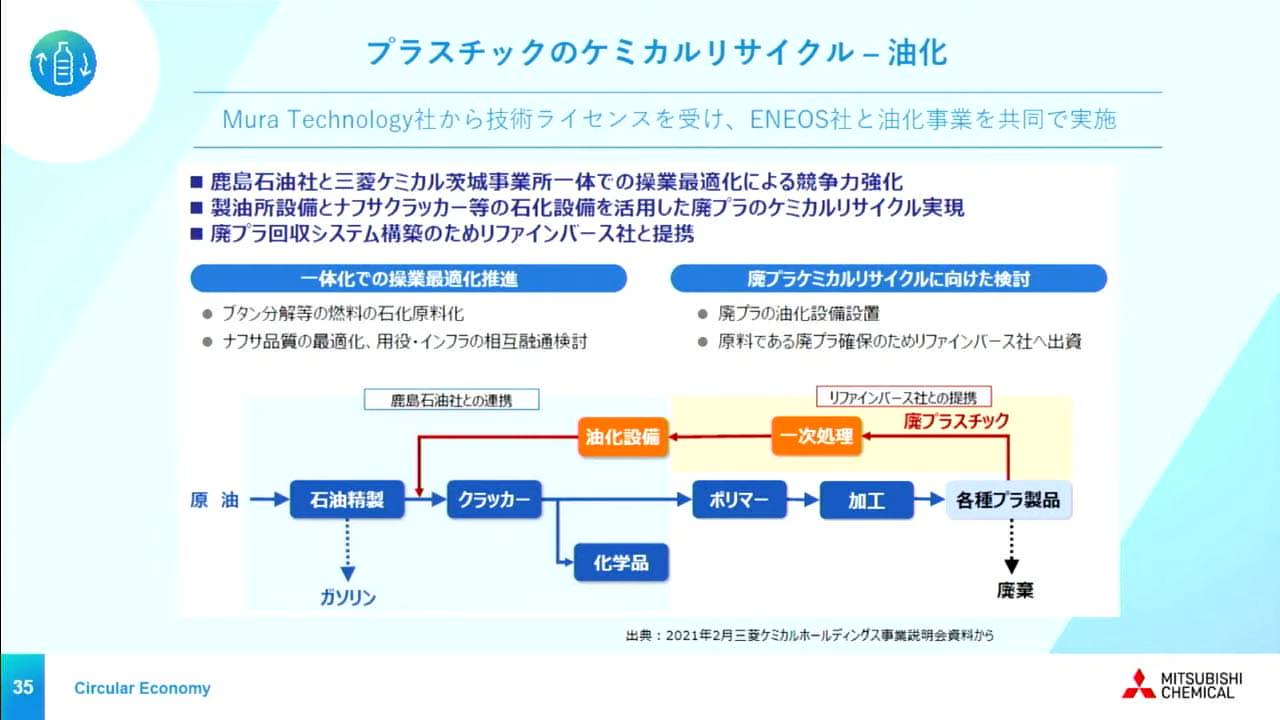 プラスチックのケミカルリサイクル – 油化
Mura Technology社から技術ライセンスを受け、ENEOS社と油化事業を共同で実施
■ 鹿島石油社と三菱ケミカル茨城事業所一体での操業最適化による競争力強化
■ 製油所設備とナフサクラッカー等の石化設備を活用した廃プラのケミカルリサイクル実現
■ 廃プラ回収システム構築のためリファインバース社と提携
一体化での操業最適化推進
● ブタン分解等の燃料の石化原料化
● ナフサ品質の最適化、用役・インフラの相互融通検討
廃プラケミカルリサイクルに向けた検討
● 廃プラの油化設備設置
● 原料である廃プラ確保のためリファインバース社へ出資
鹿島石油社との連携
リファインバース社との提携
廃プラスチック
油化設備
一次処理
原 油
石油精製
クラッカー
ポリマー
加工
各種プラ製品
化学品
ガソリン
廃棄
出典：2021年2月三菱ケミカルホールディングス事業説明会資料から
35
Circular Economy
MITSUBISHI
CHEMICAL